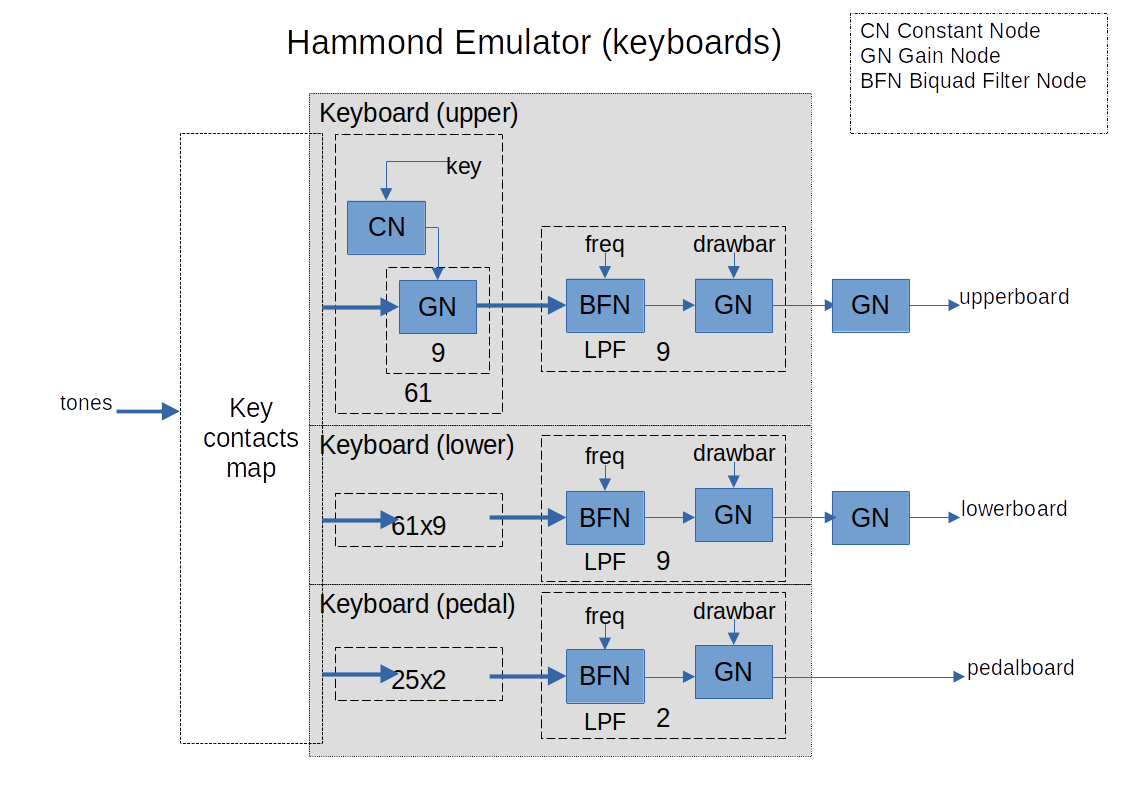 Hammond Emulator (keyboards)
CN Constant Node
GN Gain Node
BFN Biquad Filter Node
Keyboard (upper)
key
CN
GN
9
61
freq
drawbar
BFN
GN
LPF
9
GN
upperboard
tones
Key
contacts
map
Keyboard (lower)
61x9
freq
drawbar
BFN
GN
LPF
9
GN
lowerboard
Keyboard (pedal)
25x2
freq
drawbar
BFN
GN
LPF
2
pedalboard